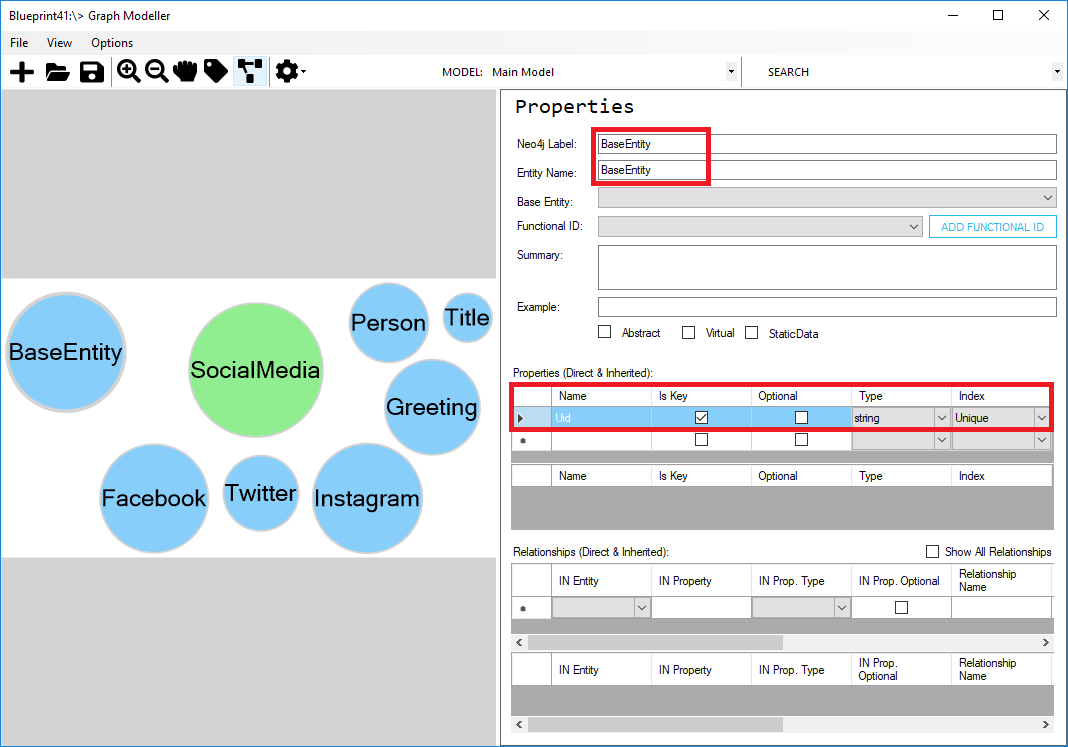 Blueprint41:\> Graph Modeller
File View Options
MODEL: Main Model SEARCH
BaseEntity
SocialMedia
Person
Title
Greeting
Facebook
Twitter
Instagram
Properties
Neo4j Label: BaseEntity
Entity Name: BaseEntity
Base Entity:
Functional ID: ADD FUNCTIONAL ID
Summary:
Example:
Abstract Virtual StaticData
Properties (Direct & Inherited):
Name Is Key Optional Type Index
Uid string Unique
Name Is Key Optional Type Index
Relationships (Direct & Inherited): Show All Relationships
IN Entity IN Property IN Prop. Type IN Prop. Optional Relationship
Name
IN Entity IN Property IN Prop. Type IN Prop.
Optional Relationship
Name